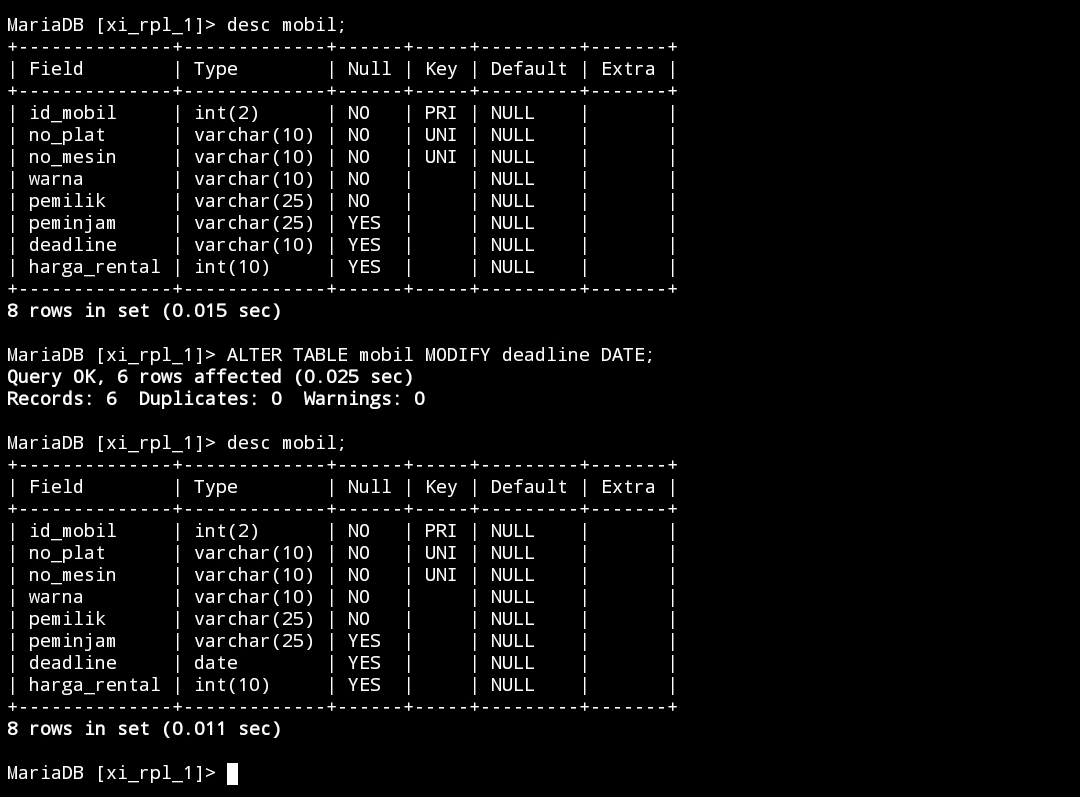 MariaDB [xi_rpl_1]> desc mobil;
+--------------+-------------+------+-----+---------+-------+
| Field        | Type        | Null | Key | Default | Extra |
+--------------+-------------+------+-----+---------+-------+
| id_mobil     | int(2)      | NO   | PRI | NULL    |       |
| no_plat      | varchar(10) | NO   | UNI | NULL    |       |
| no_mesin     | varchar(10) | NO   | UNI | NULL    |       |
| warna        | varchar(10) | NO   |     | NULL    |       |
| pemilik      | varchar(25) | NO   |     | NULL    |       |
| peminjam     | varchar(25) | YES  |     | NULL    |       |
| deadline     | varchar(10) | YES  |     | NULL    |       |
| harga_rental | int(10)     | YES  |     | NULL    |       |
+--------------+-------------+------+-----+---------+-------+
8 rows in set (0.015 sec)
MariaDB [xi_rpl_1]> ALTER TABLE mobil MODIFY deadline DATE;
Query OK, 6 rows affected (0.025 sec)
Records: 6  Duplicates: 0  Warnings: 0
MariaDB [xi_rpl_1]> desc mobil;
+--------------+-------------+------+-----+---------+-------+
| Field        | Type        | Null | Key | Default | Extra |
+--------------+-------------+------+-----+---------+-------+
| id_mobil     | int(2)      | NO   | PRI | NULL    |       |
| no_plat      | varchar(10) | NO   | UNI | NULL    |       |
| no_mesin     | varchar(10) | NO   | UNI | NULL    |       |
| warna        | varchar(10) | NO   |     | NULL    |       |
| pemilik      | varchar(25) | NO   |     | NULL    |       |
| peminjam     | varchar(25) | YES  |     | NULL    |       |
| deadline     | date        | YES  |     | NULL    |       |
| harga_rental | int(10)     | YES  |     | NULL    |       |
+--------------+-------------+------+-----+---------+-------+
8 rows in set (0.011 sec)
MariaDB [xi_rpl_1]>